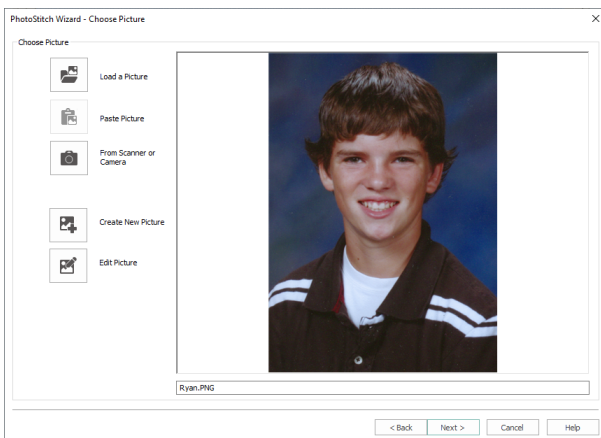 PhotoStitch Wizard - Choose Picture
Choose Picture
Load a Picture
Paste Picture
From Scanner or
Camera
Create New Picture
Edit Picture
Ryan.PNG
< Back
Next >
Cancel
Help